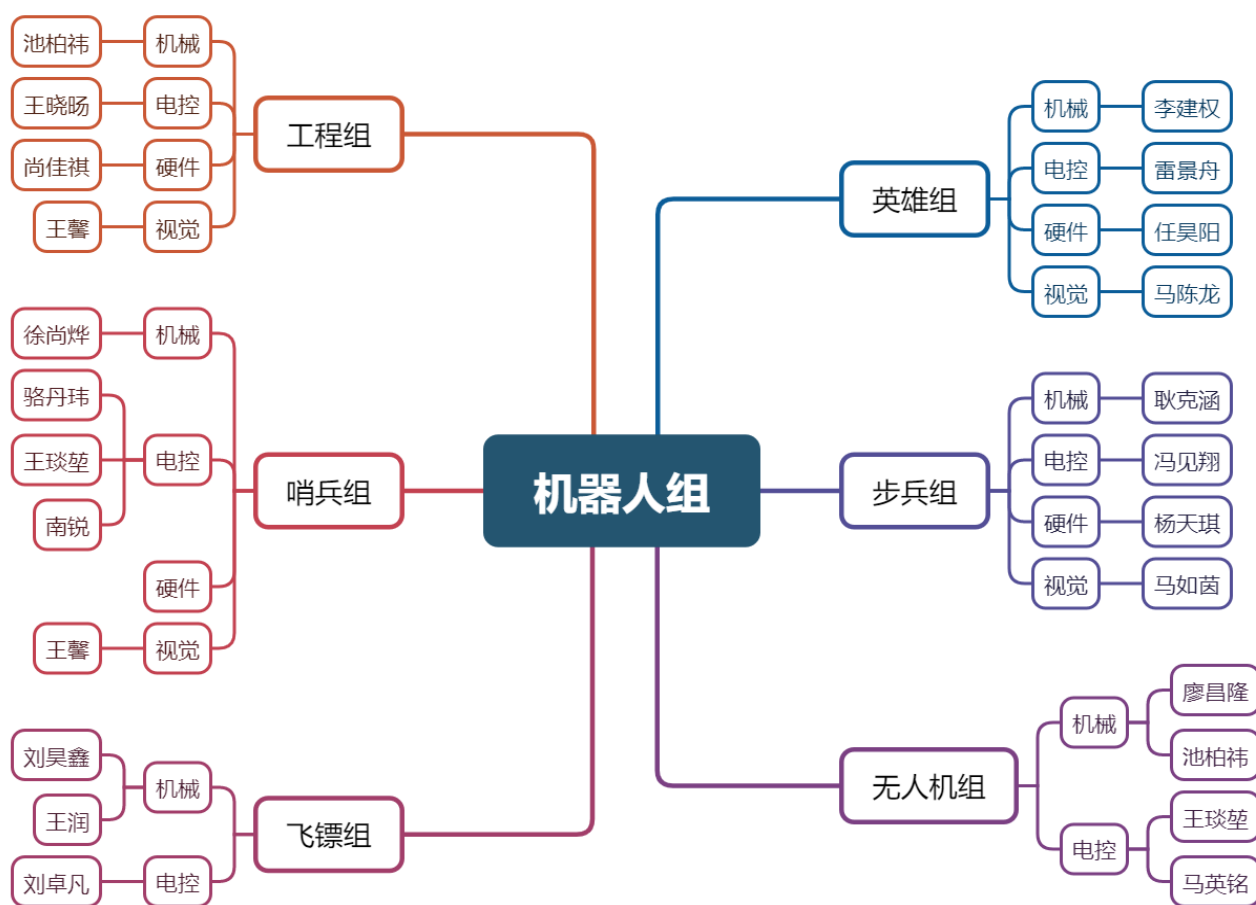 机器人组
工程组
机械
池柏祎
电控
王晓旸
硬件
尚佳祺
视觉
王馨
哨兵组
机械
徐尚烨
电控
骆丹玮
王琰堃
南锐
硬件
视觉
王馨
飞镖组
机械
刘昊鑫
王润
电控
刘卓凡
英雄组
机械
李建权
电控
雷景舟
硬件
任昊阳
视觉
马陈龙
步兵组
机械
耿克涵
电控
冯见翔
硬件
杨天琪
视觉
马如茵
无人机组
机械
廖昌隆
池柏祎
电控
王琰堃
马英铭